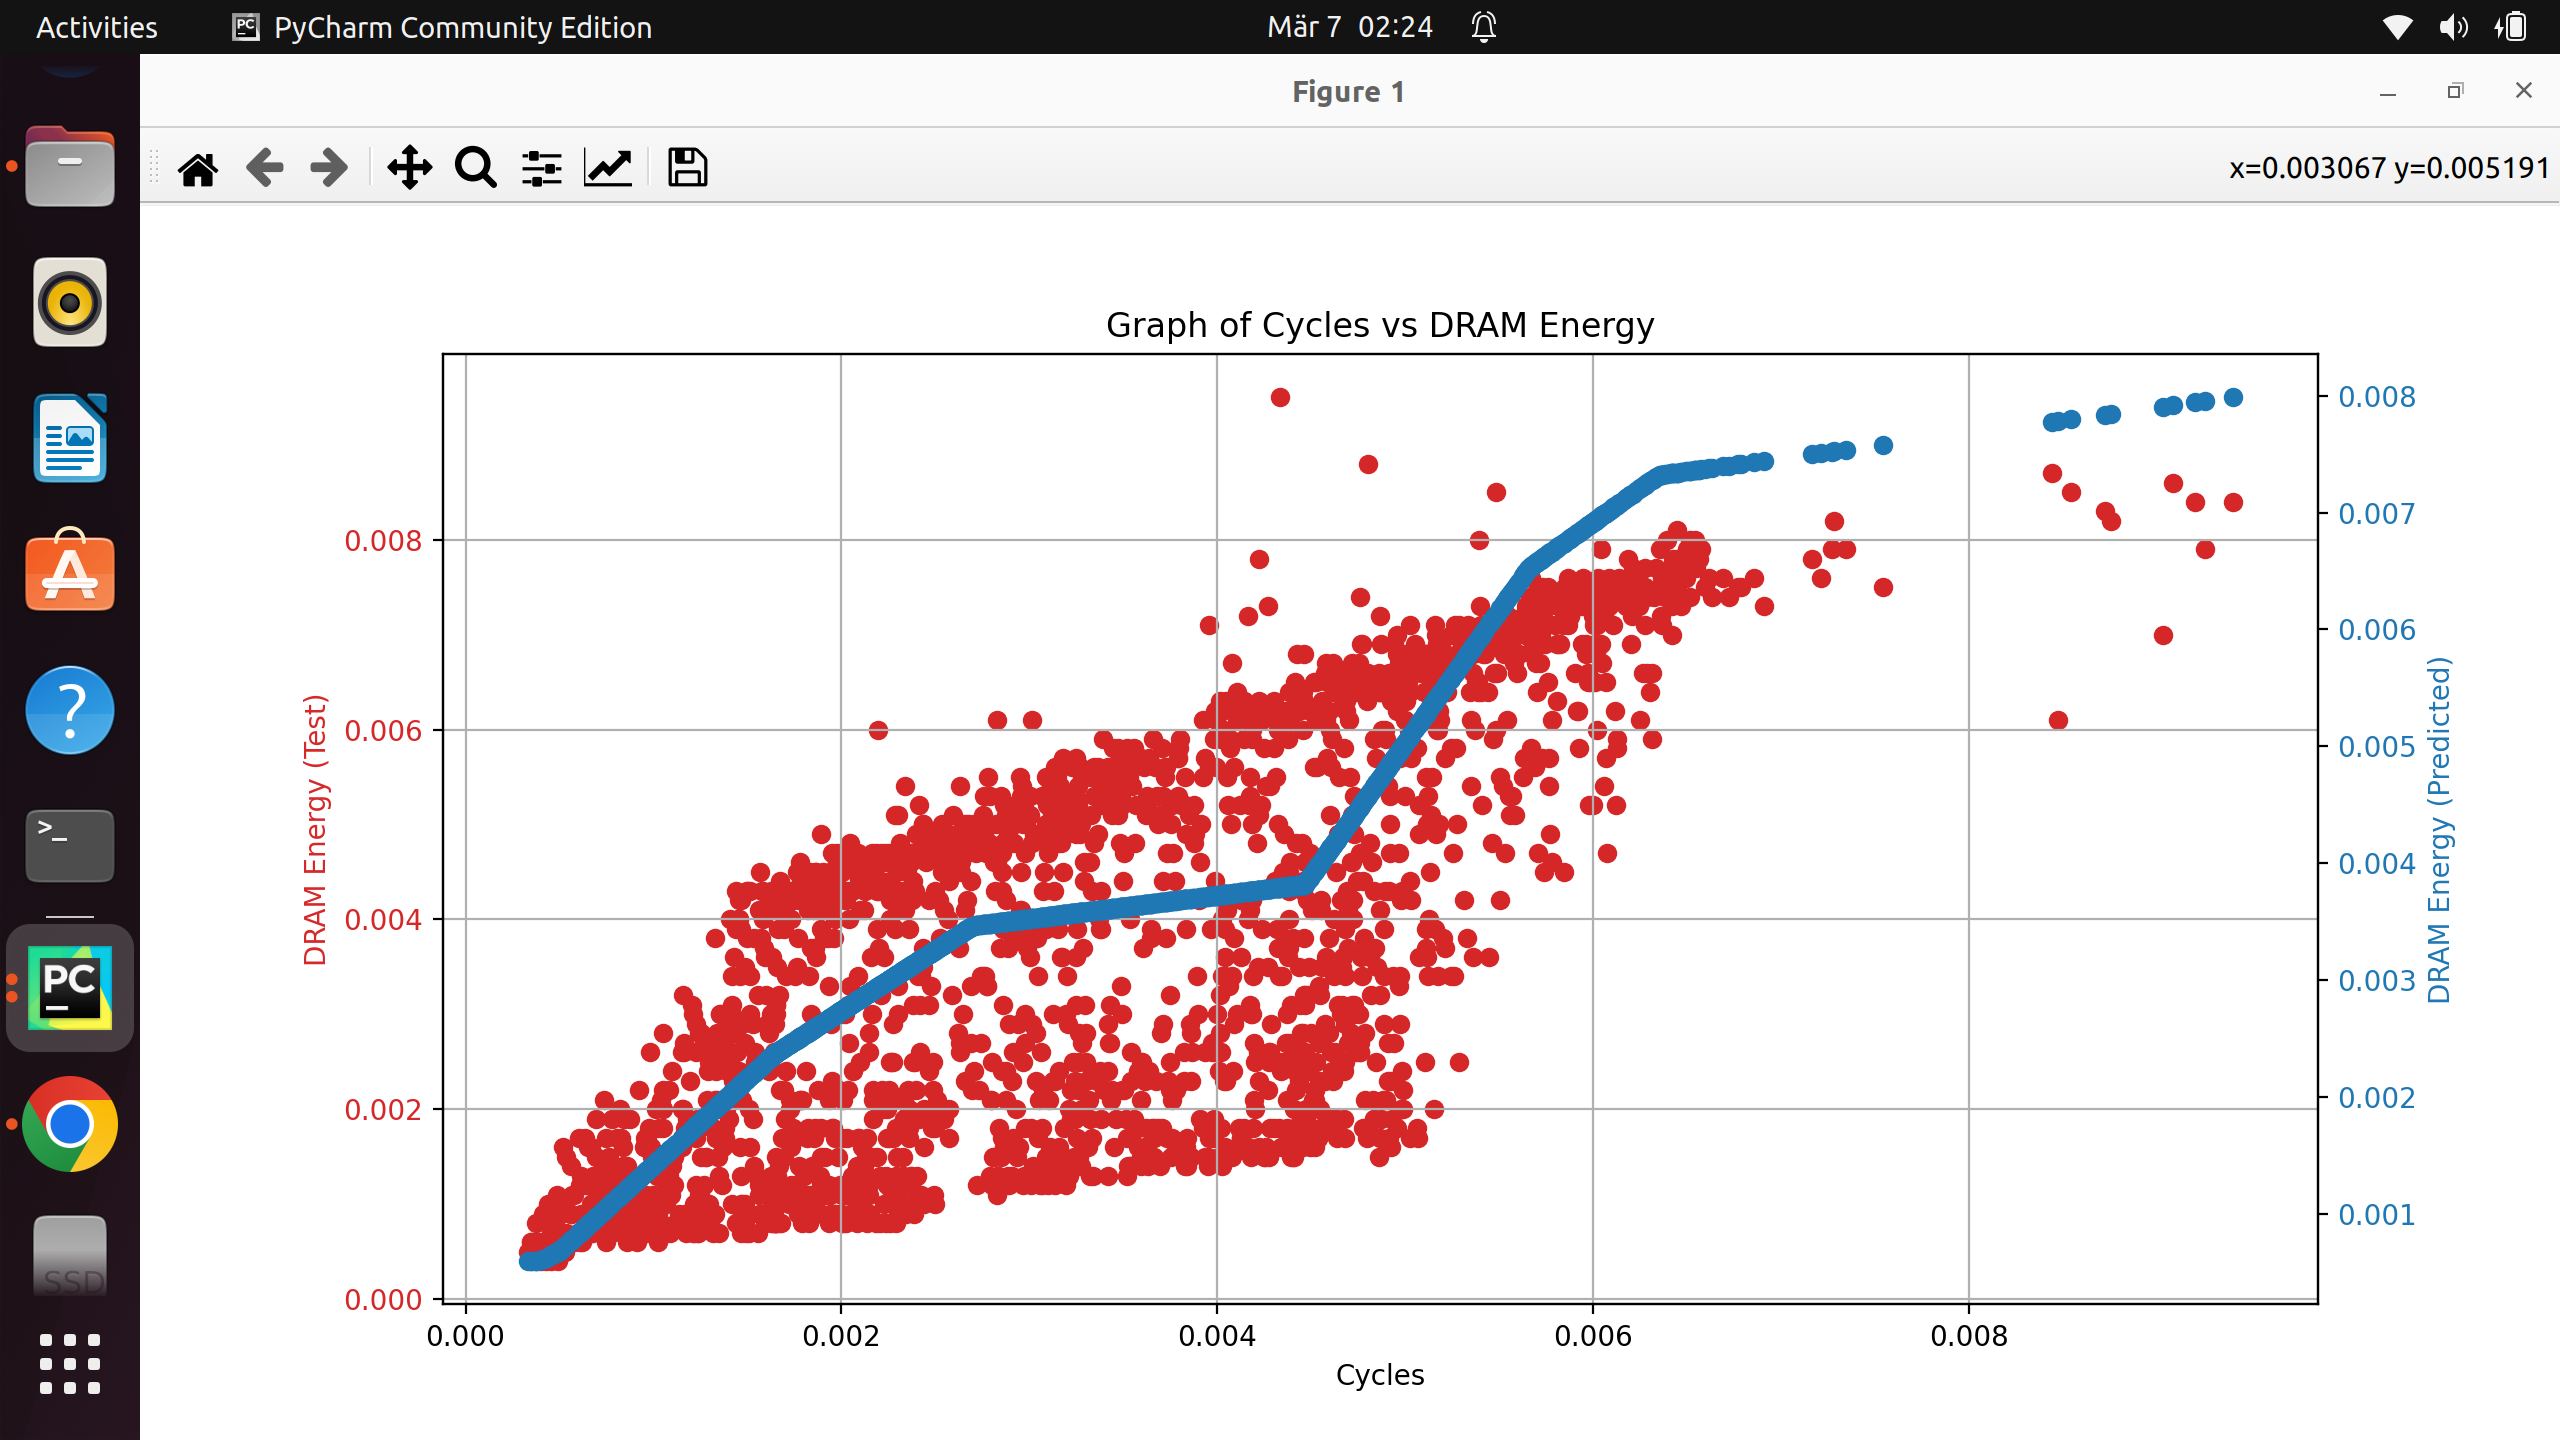 Activities
PyCharm Community Edition
Mär 7 02:24
Figure 1
x=0.003067 y=0.005191
Graph of Cycles vs DRAM Energy
DRAM Energy (Test)
0.008
0.006
0.004
0.002
0.000
0.000
0.002
0.004
0.006
0.008
Cycles
0.008
0.007
0.006
0.005
0.004
0.003
0.002
0.001
DRAM Energy (Predicted)
?
>_
PC
SSD